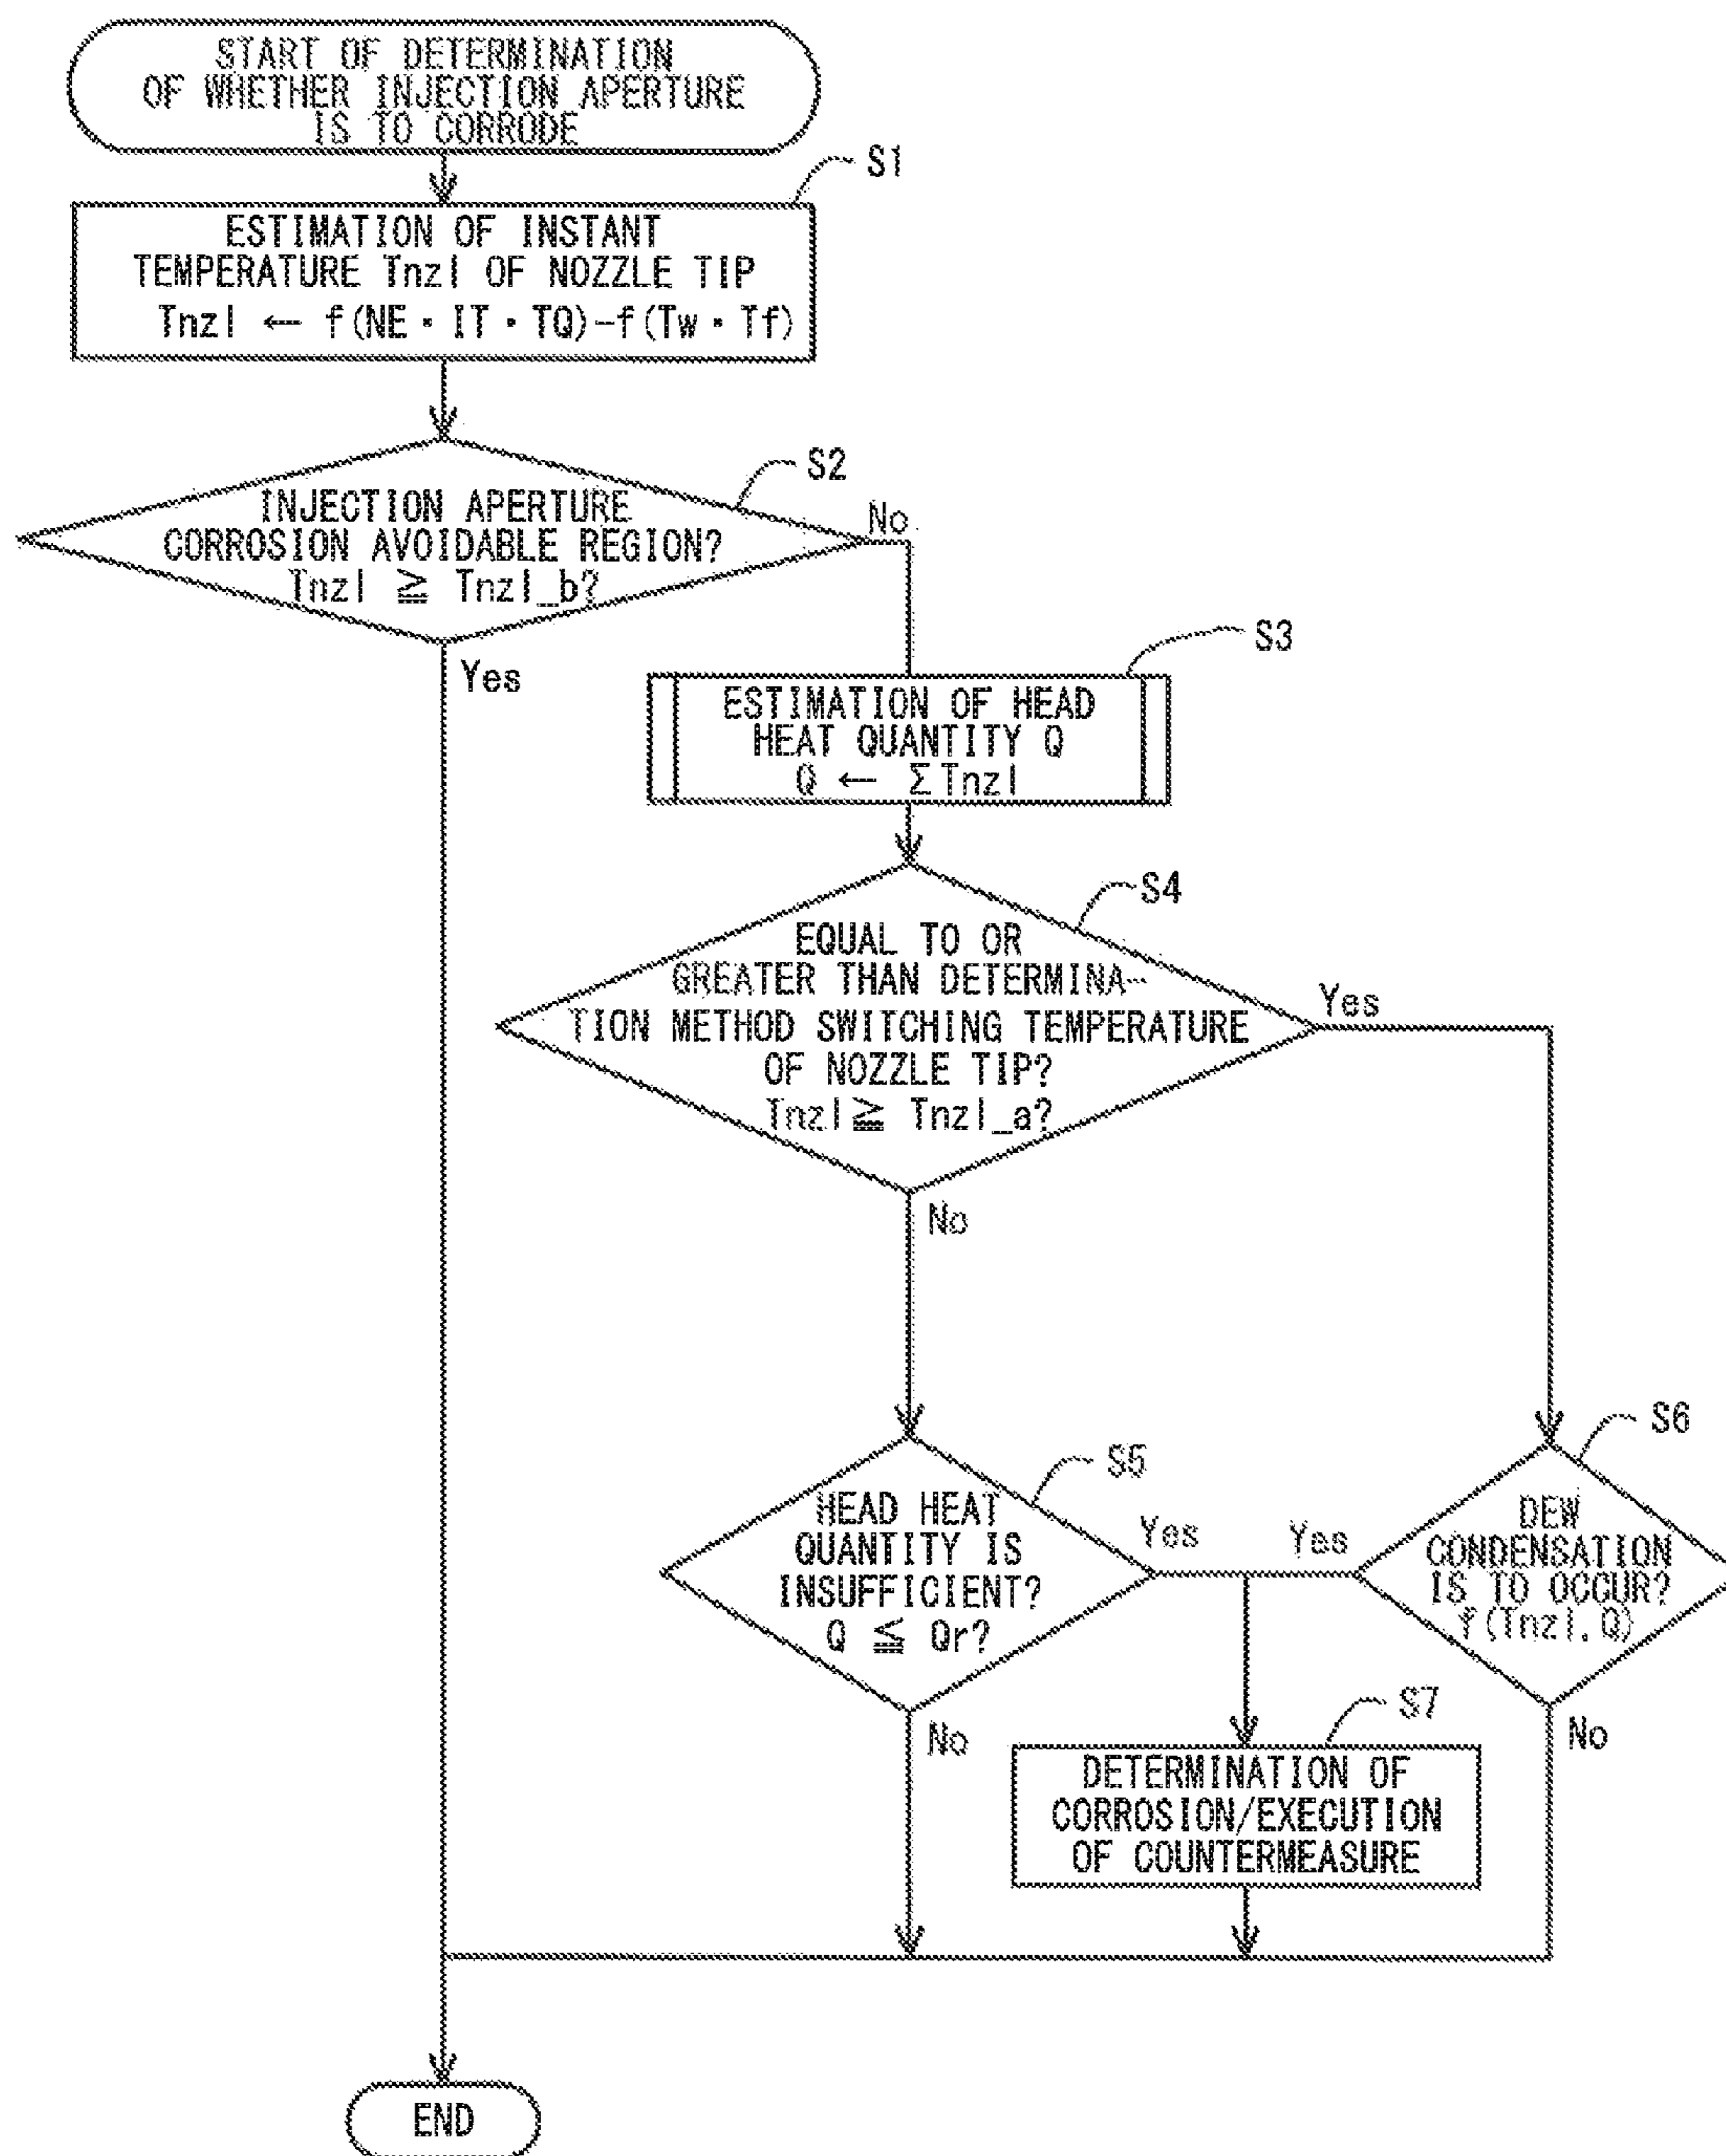 START OF DETERMINATION
OF WHETHER INJECTION APERTURE
IS TO CORRODE
S1
ESTIMATION OF INSTANT
TEMPERATURE Tnzl OF NOZZLE TIP
Tnzl ← f(NE・IT・TQ)-f(Tw・Tf)
S2
INJECTION APERTURE
CORROSION AVOIDABLE REGION?
Tnzl ≧ Tnzl_b?
No
Yes
S3
ESTIMATION OF HEAD
HEAT QUANTITY Q
Q ← ΣTnzl
S4
EQUAL TO OR
GREATER THAN DETERMINA-
TION METHOD SWITCHING TEMPERATURE
OF NOZZLE TIP?
Tnzl≧ Tnzl_a?
Yes
No
S5
HEAD HEAT
QUANTITY IS
INSUFFICIENT?
Q ≦ Qr?
Yes
No
S6
DEW
CONDENSATION
IS TO OCCUR?
f(Tnzl.Q)
Yes
No
S7
DETERMINATION OF
CORROSION/EXECUTION
OF COUNTERMEASURE
END